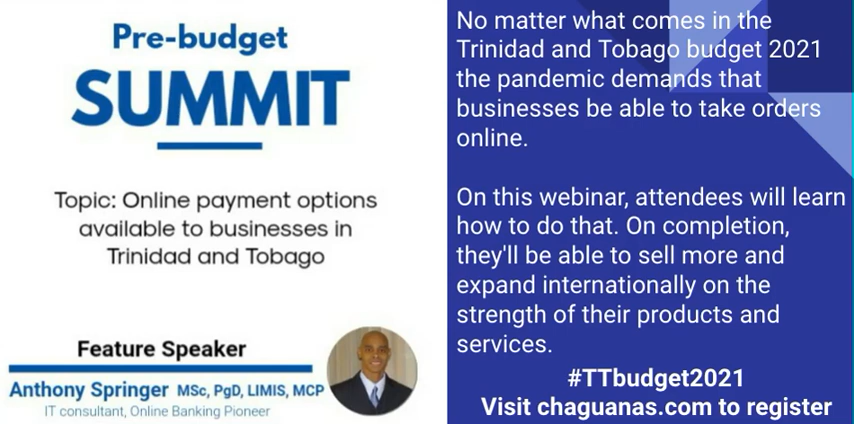 Pre-budget
SUMMIT
Topic: Online payment options
available to businesses in
Trinidad and Tobago
Feature Speaker
Anthony Springer MSc, PgD, LIMIS, MCP
IT consultant, Online Banking Pioneer
No matter what comes in the
Trinidad and Tobago budget 2021
the pandemic demands that
businesses be able to take orders
online.
On this webinar, attendees will learn
how to do that. On completion,
they'll be able to sell more and
expand internationally on the
strength of their products and
services.
#TTbudget2021
Visit chaguanas.com to register